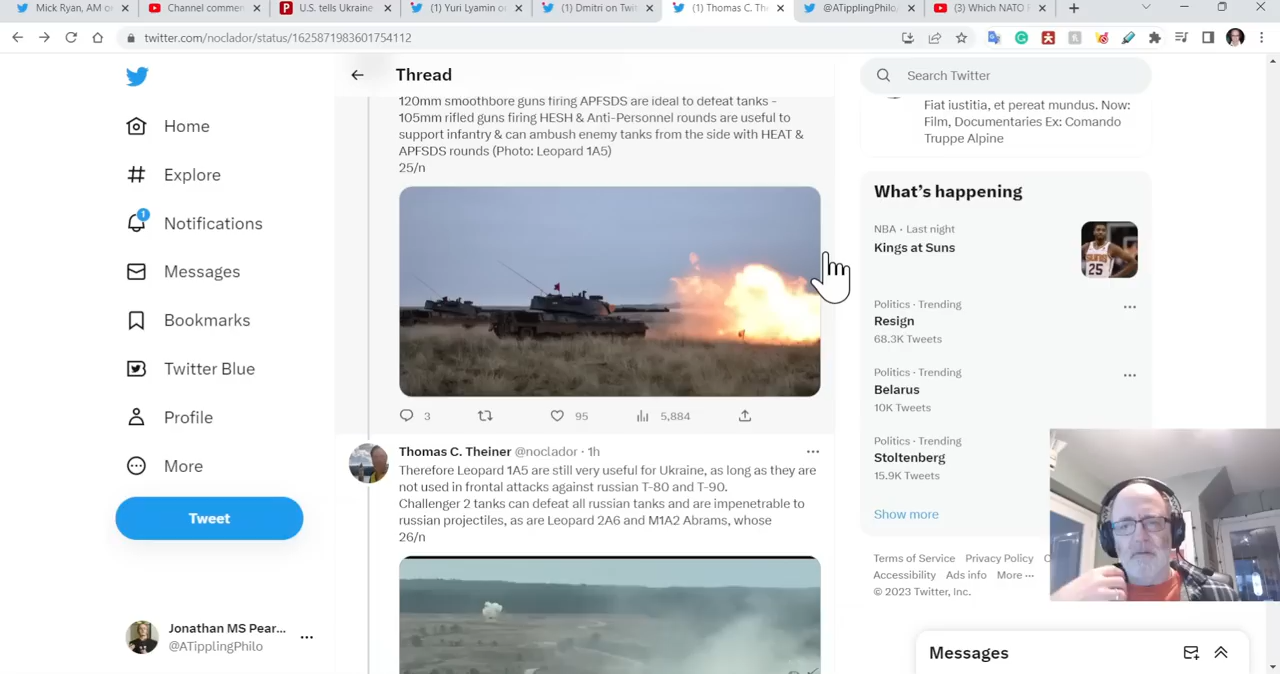 Mick Ryan, AM on
Channel commen
U.S. tells Ukraine
(1) Yuri Lyamin on
(1) Dmitri on Twit
(1) Thomas C. Th
@ATipplingPhilo/
(3) Which NATO
twitter.com/noclador/status/1625871983601754112
Thread
Search Twitter
Home
Explore
1
Notifications
Messages
Bookmarks
Twitter Blue
Profile
More
Tweet
Jonathan MS Pear...
@ATipplingPhilo
120mm smoothbore guns firing APFSDS are ideal to defeat tanks -
105mm rifled guns firing HESH & Anti-Personnel rounds are useful to
support infantry & can ambush enemy tanks from the side with HEAT &
APFSDS rounds (Photo: Leopard 1A5)
25/n
3
95
5,884
Thomas C. Theiner @noclador · 1h
Therefore Leopard 1A5 are still very useful for Ukraine, as long as they are
not used in frontal attacks against russian T-80 and T-90.
Challenger 2 tanks can defeat all russian tanks and are impenetrable to
russian projectiles, as are Leopard 2A6 and M1A2 Abrams, whose
26/n
Fiat iustitia, et pereat mundus. Now:
Film, Documentaries Ex: Comando
Truppe Alpine
What's happening
NBA · Last night
Kings at Suns
25
Politics · Trending
Resign
68.3K Tweets
Politics · Trending
Belarus
10K Tweets
Politics · Trending
Stoltenberg
15.9K Tweets
Show more
Terms of Service Privacy Policy C
Accessibility Ads info More ...
© 2023 Twitter, Inc.
Messages